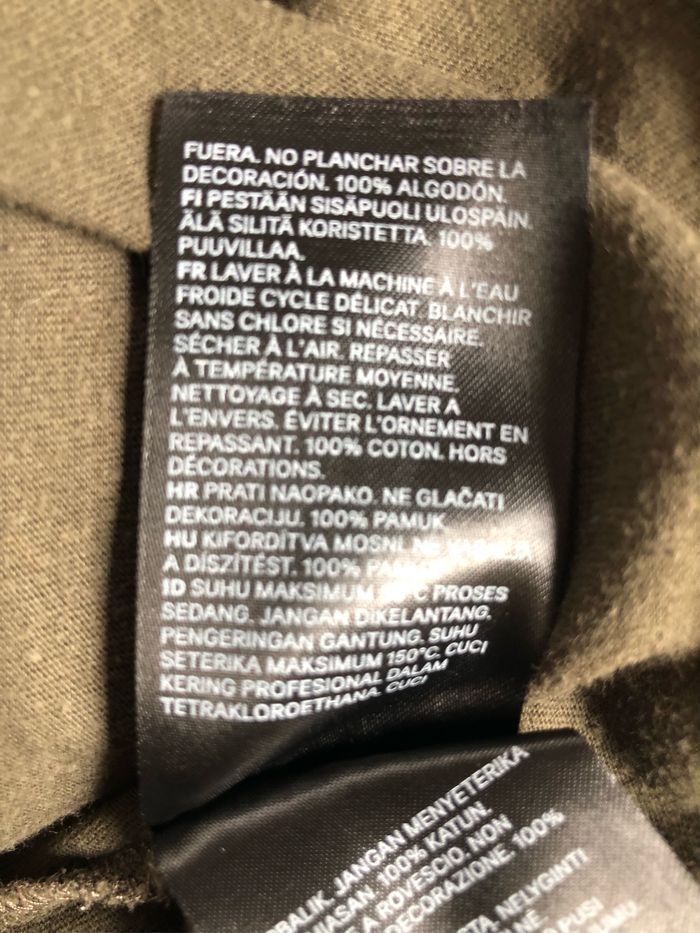 FUERA. NO PLANCHAR SOBRE LA
DECORACIÓN. 100% ALGODÓN.
FI PESTÄÄN SISÄPUOLI ULOSPÄIN.
ÄLÄ SILITÄ KORISTETTA. 100%
PUUVILLAA.
FR LAVER À LA MACHINE À L'EAU
FROIDE CYCLE DÉLICAT. BLANCHIR
SANS CHLORE SI NÉCESSAIRE.
SÉCHER À L'AIR. REPASSER
À TEMPÉRATURE MOYENNE.
NETTOYAGE À SEC. LAVER A
L'ENVERS. ÉVITER L'ORNEMENT EN
REPASSANT. 100% COTON. HORS
DÉCORATIONS.
HR PRATI NAOPAKO. NE GLAČATI
DEKORACIJU. 100% PAMUK.
HU KIFORDÍTVA MOSNI. NE
A DÍSZÍTÉST. 100%
ID SUHU MAKSIMUM PROSES
SEDANG. JANGAN DIKELANTANG.
PENGERINGAN GANTUNG. SUHU
SETERIKA MAKSIMUM 150°C. CUCI
KERING PROFESIONAL DALAM
TETRAKLOROETHANA. CUCI
JANGAN MENYETERIKA
100% KATUN.
A ROVESCIO. NON
DECORAZIONE. 100%
NELYGINTI
PUSI